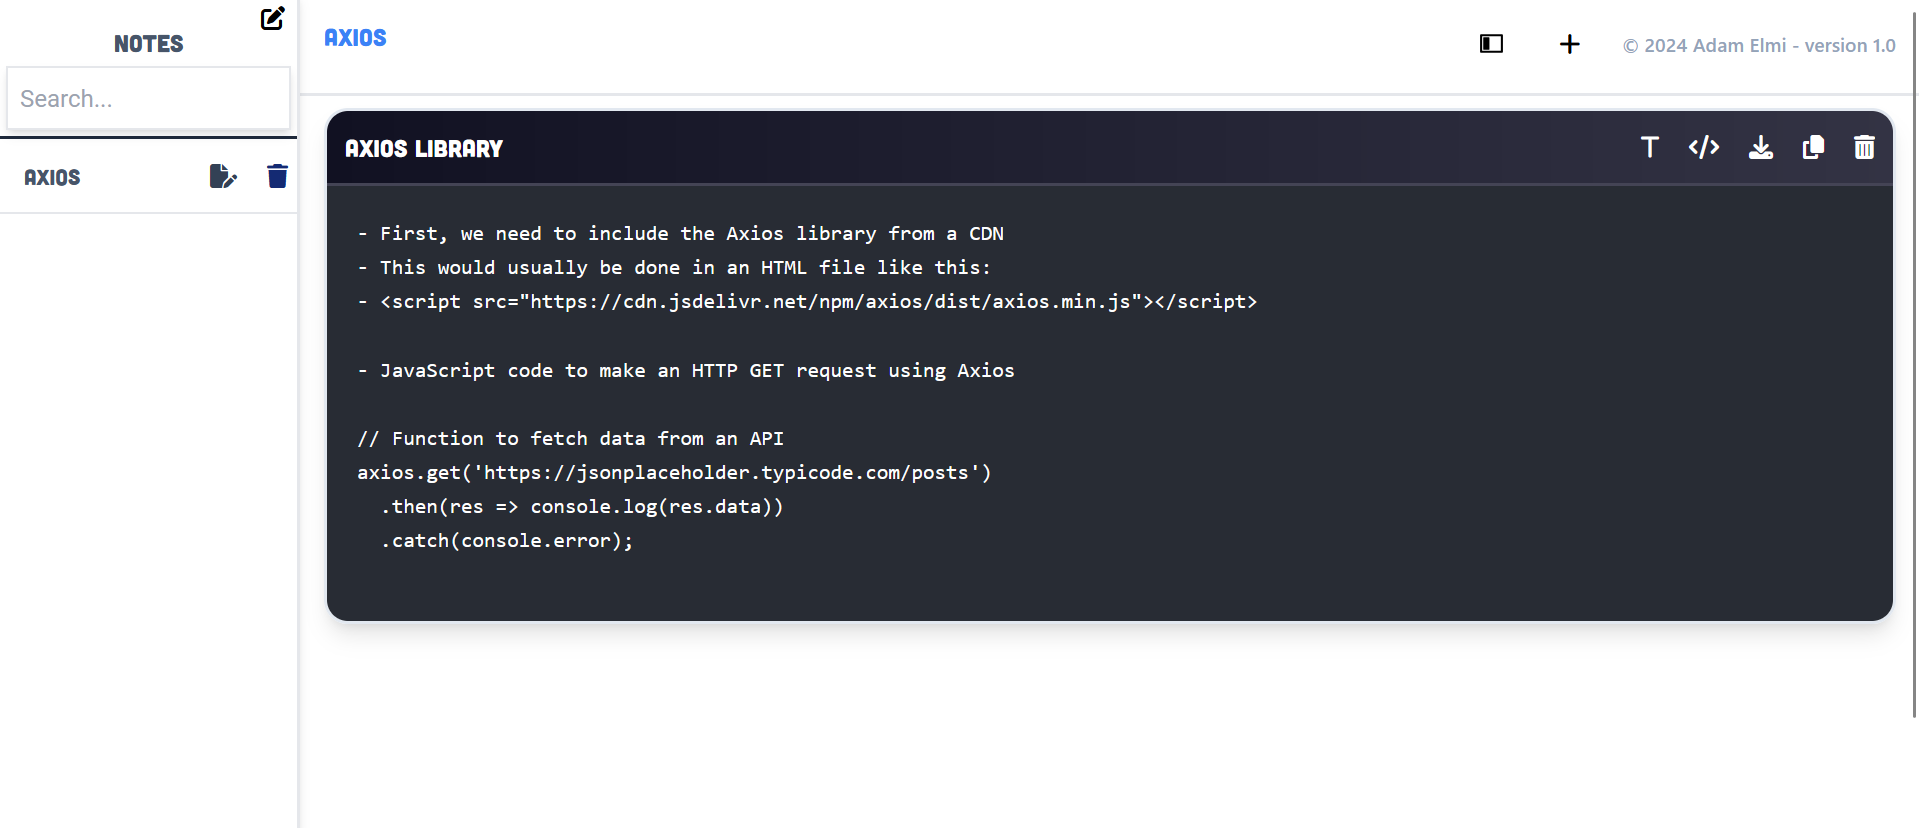 NOTES
Search...
AXIOS
AXIOS
© 2024 Adam Elmi - version 1.0
AXIOS LIBRARY
- First, we need to include the Axios library from a CDN
- This would usually be done in an HTML file like this:
- <script src="https://cdn.jsdelivr.net/npm/axios/dist/axios.min.js"></script>
- JavaScript code to make an HTTP GET request using Axios
// Function to fetch data from an API
axios.get('https://jsonplaceholder.typicode.com/posts')
  .then(res => console.log(res.data))
  .catch(console.error);